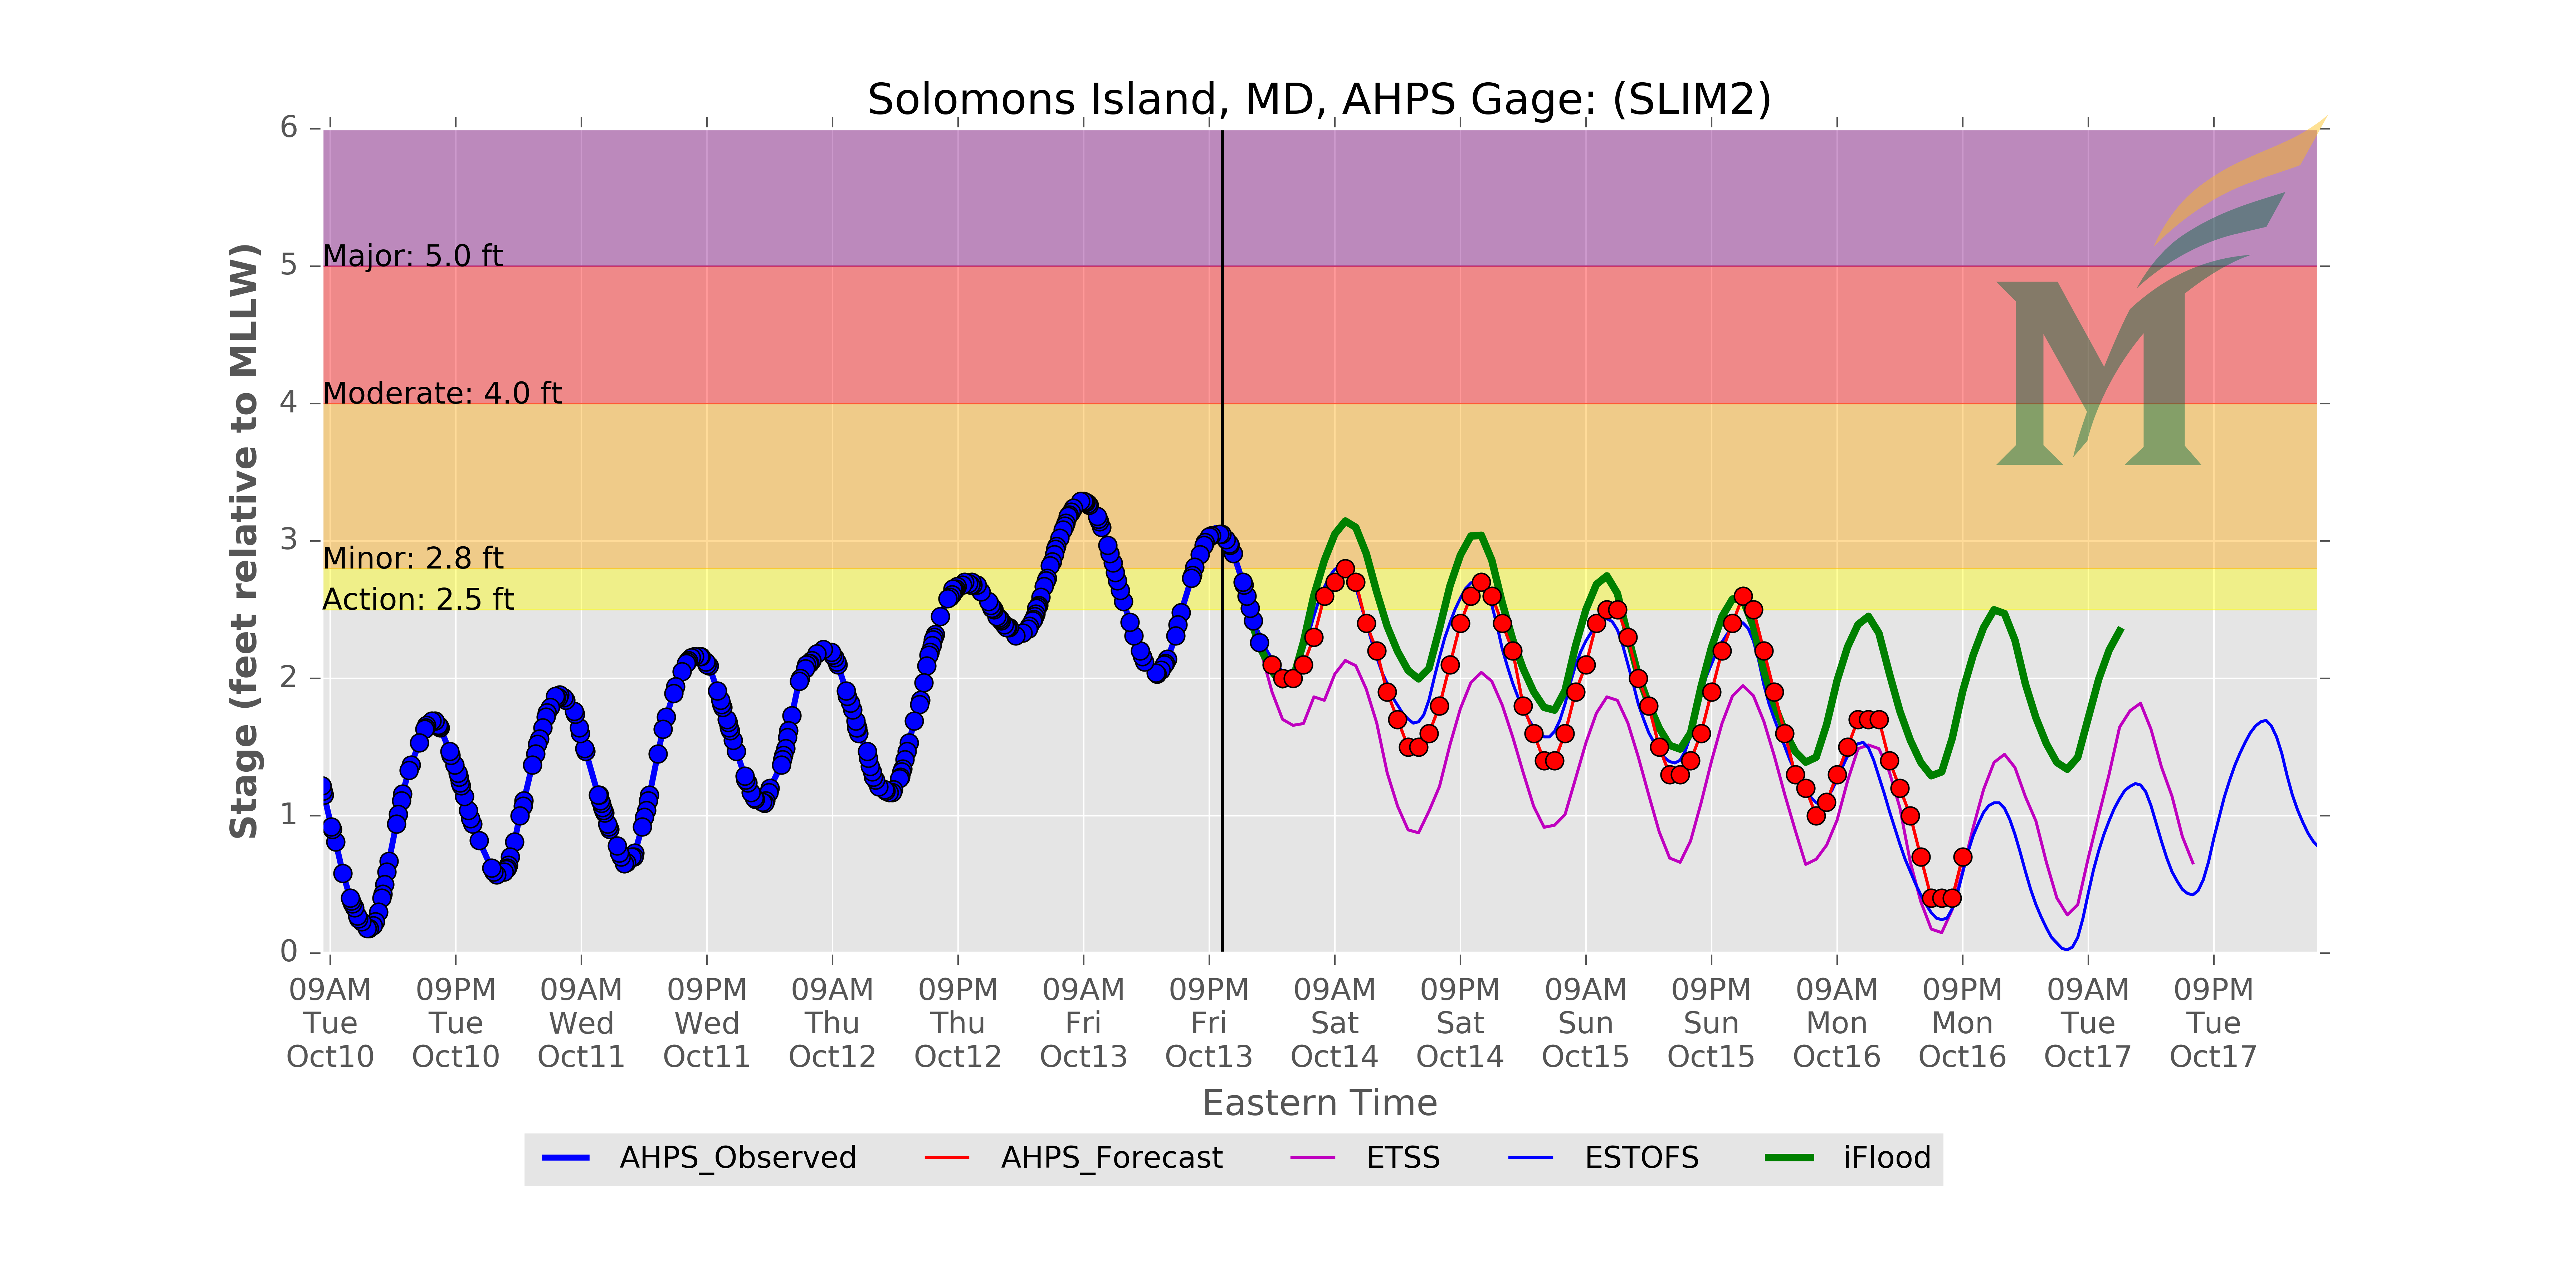 Solomons Island, MD, AHPS Gage: (SLIM2)
Stage (feet relative to MLLW)
6
5
4
3
2
1
0
Major: 5.0 ft
Moderate: 4.0 ft
Minor: 2.8 ft
Action: 2.5 ft
M
09AM 09PM 09AM 09PM 09AM 09PM 09AM 09PM 09AM 09PM 09AM 09PM 09AM 09PM 09AM 09PM
Tue Tue Wed Wed Thu Thu Fri Fri Sat Sat Sun Sun Mon Mon Tue Tue
Oct10 Oct10 Oct11 Oct11 Oct12 Oct12 Oct13 Oct13 Oct14 Oct14 Oct15 Oct15 Oct16 Oct16 Oct17 Oct17
Eastern Time
AHPS_Observed AHPS_Forecast ETSS ESTOFS iFlood